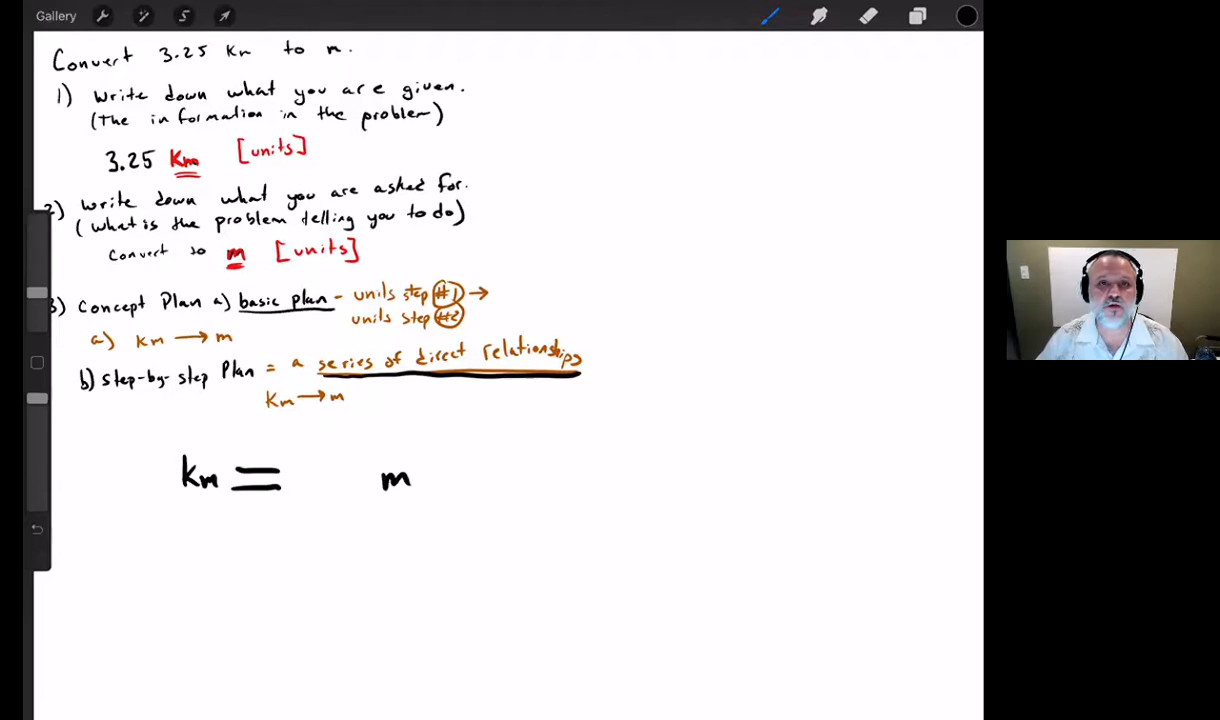 Gallery
Convert 3.25 Km to m.
1) Write down what you are given.
(The information in the problem)
3.25 Km [units]
2) Write down what you are asked for.
(What is the problem telling you to do)
Convert to m [units]
3) Concept Plan a) basic plan - units step #1 →
units step #2
a) km → m
b) step-by-step Plan = a series of direct relationships
Km → m
km = m